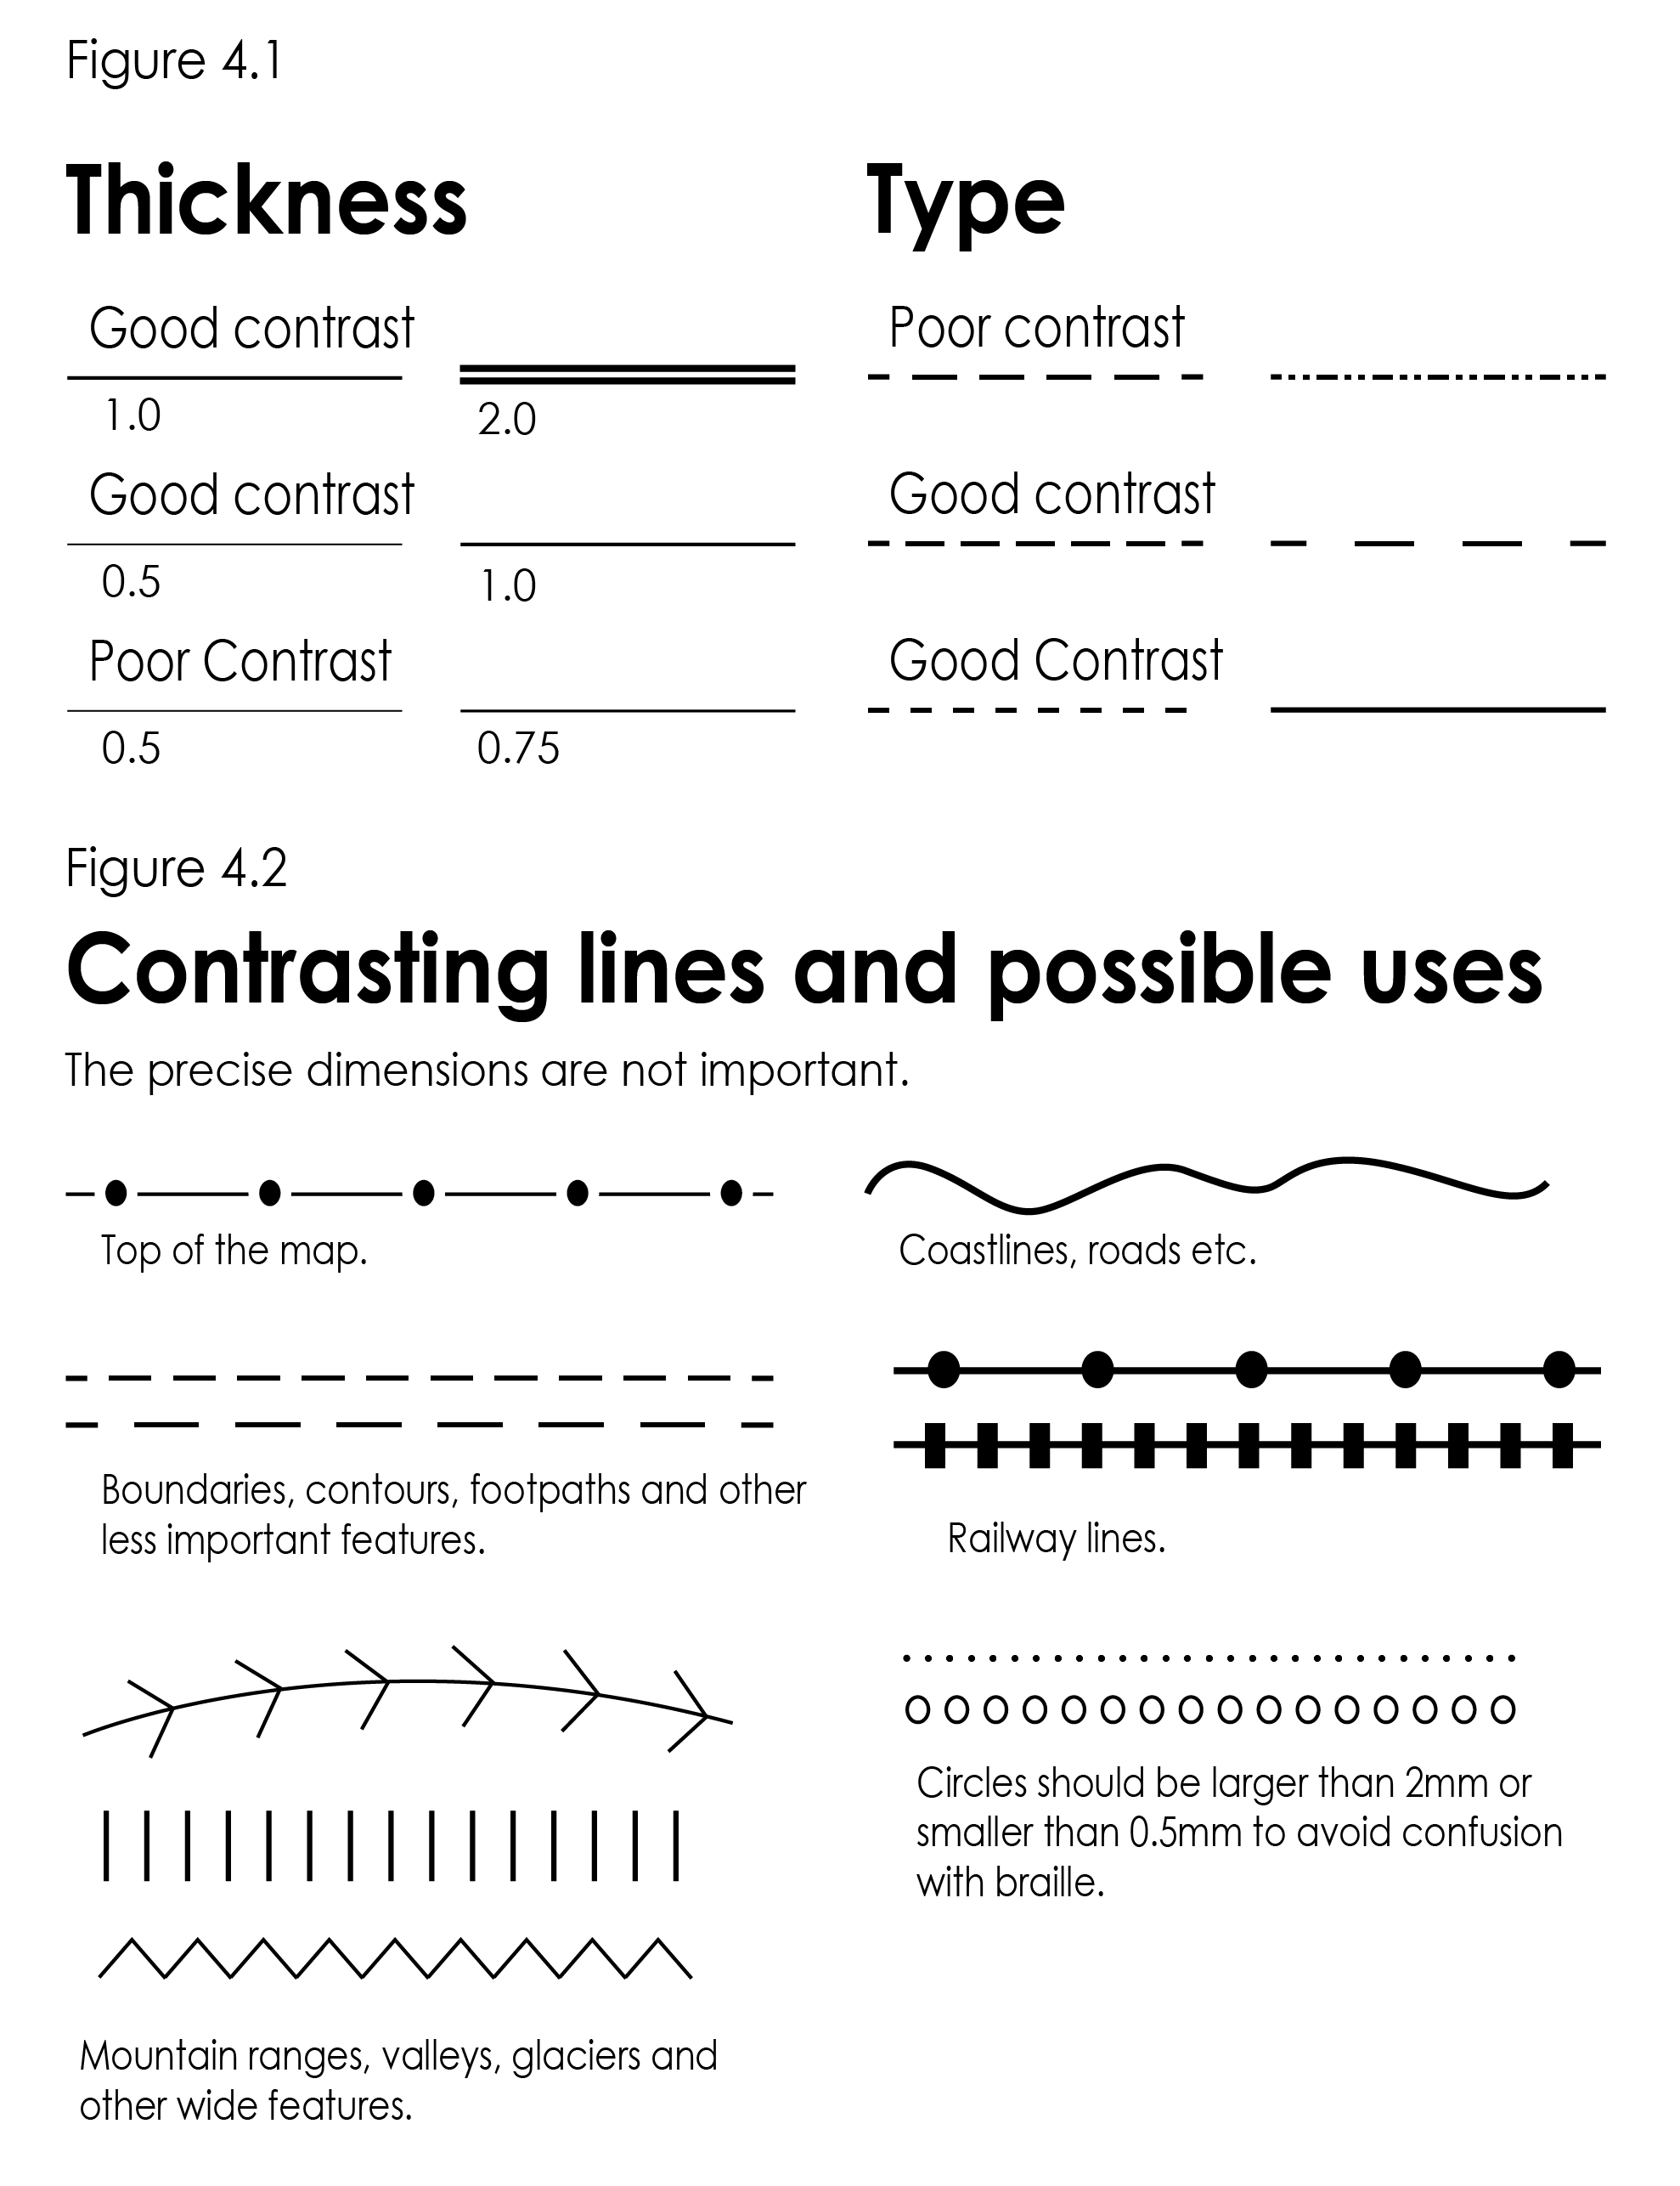 Figure 4.1
Thickness
Good contrast
1.0
2.0
Good contrast
0.5
1.0
Poor Contrast
0.5
0.75
Type
Poor contrast
Good contrast
Good Contrast
Figure 4.2
Contrasting lines and possible uses
The precise dimensions are not important.
Top of the map.
Coastlines, roads etc.
Boundaries, contours, footpaths and other
less important features.
Railway lines.
Mountain ranges, valleys, glaciers and
other wide features.
Circles should be larger than 2mm or
smaller than 0.5mm to avoid confusion
with braille.